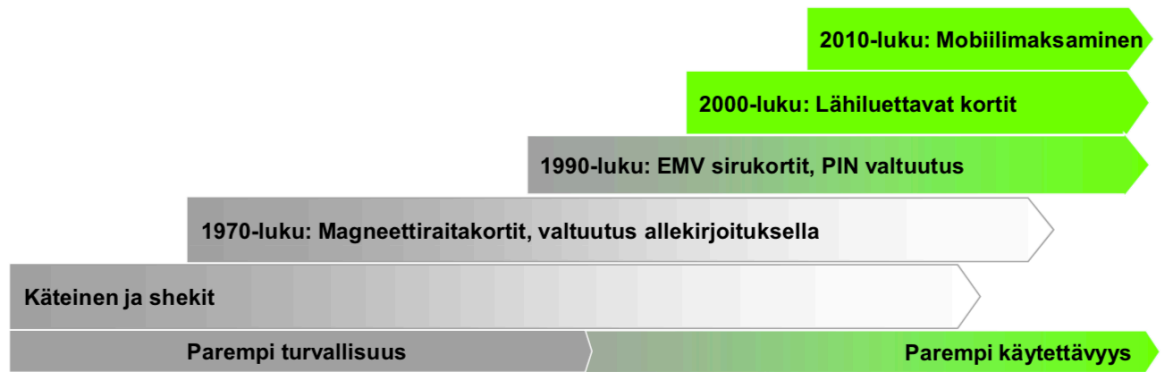 2010-luku: Mobiilimaksaminen
2000-luku: Lähiluettavat kortit
1990-luku: EMV sirukortit, PIN valtuutus
1970-luku: Magneettiraitakortit, valtuutus allekirjoituksella
Käteinen ja shekit
Parempi turvallisuus Parempi käytettävyys